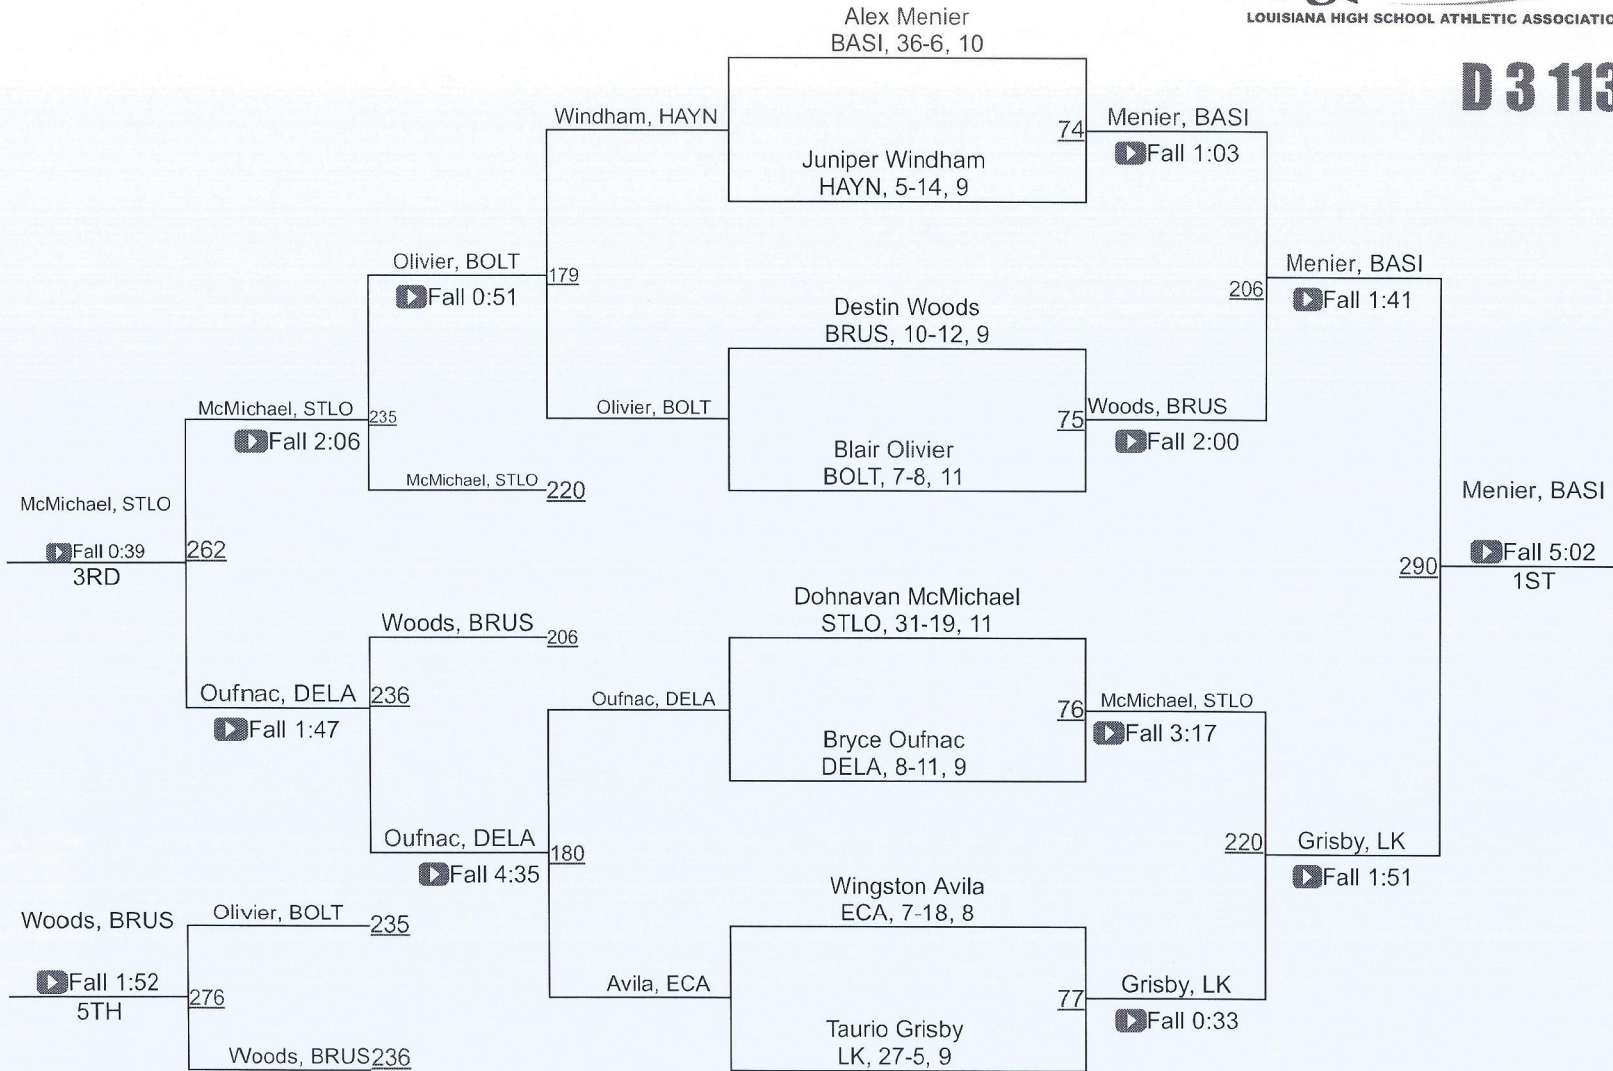 LOUISIANA HIGH SCHOOL ATHLETIC ASSOCIATIO
D 3 113
Alex Menier
BASI, 36-6, 10
Windham, HAYN
74
Menier, BASI
Fall 1:03
Juniper Windham
HAYN, 5-14, 9
Olivier, BOLT
179
Fall 0:51
Menier, BASI
206
Fall 1:41
Destin Woods
BRUS, 10-12, 9
McMichael, STLO
235
Fall 2:06
Olivier, BOLT
75
Woods, BRUS
Fall 2:00
Blair Olivier
BOLT, 7-8, 11
McMichael, STLO
220
McMichael, STLO
Fall 0:39
262
3RD
Menier, BASI
290
Fall 5:02
1ST
Dohnavan McMichael
STLO, 31-19, 11
Woods, BRUS
206
Oufnac, DELA
236
Fall 1:47
Oufnac, DELA
76
McMichael, STLO
Fall 3:17
Bryce Oufnac
DELA, 8-11, 9
Oufnac, DELA
180
Fall 4:35
220
Grisby, LK
Fall 1:51
Wingston Avila
ECA, 7-18, 8
Woods, BRUS
Olivier, BOLT
235
Fall 1:52
276
5TH
Avila, ECA
77
Grisby, LK
Fall 0:33
Taurio Grisby
LK, 27-5, 9
Woods, BRUS
236